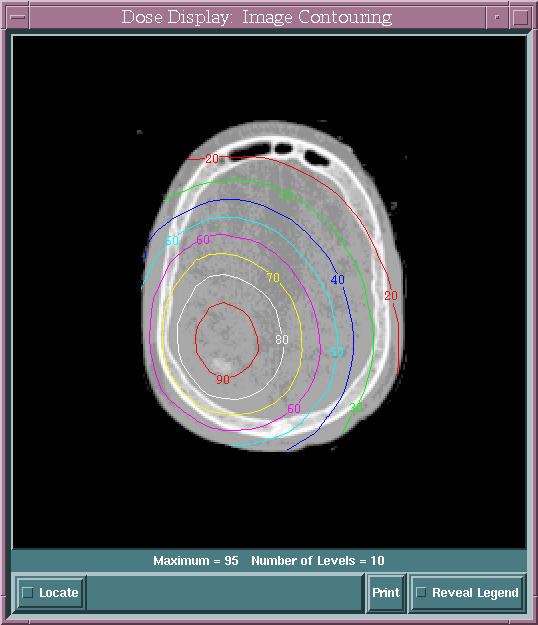 Dose Display: Image Contouring
20
60
50
70
40
20
80
90
60
Maximum = 95 Number of Levels = 10
Locate
Print
Reveal Legend